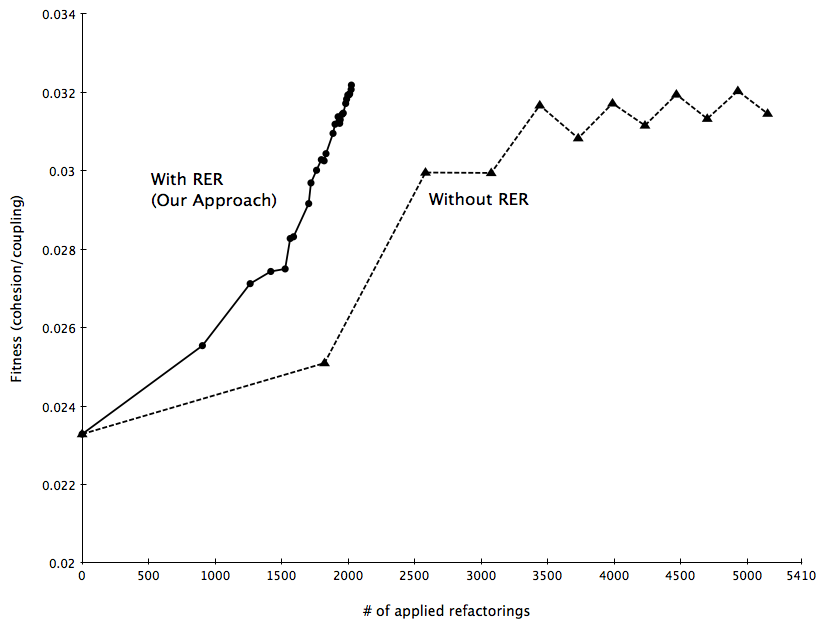 0.034
0.032
0.03
0.028
0.026
0.024
0.022
0.02
Fitness (cohesion/coupling)
With RER
(Our Approach)
Without RER
0 500 1000 1500 2000 2500 3000 3500 4000 4500 5000 5410
# of applied refactorings